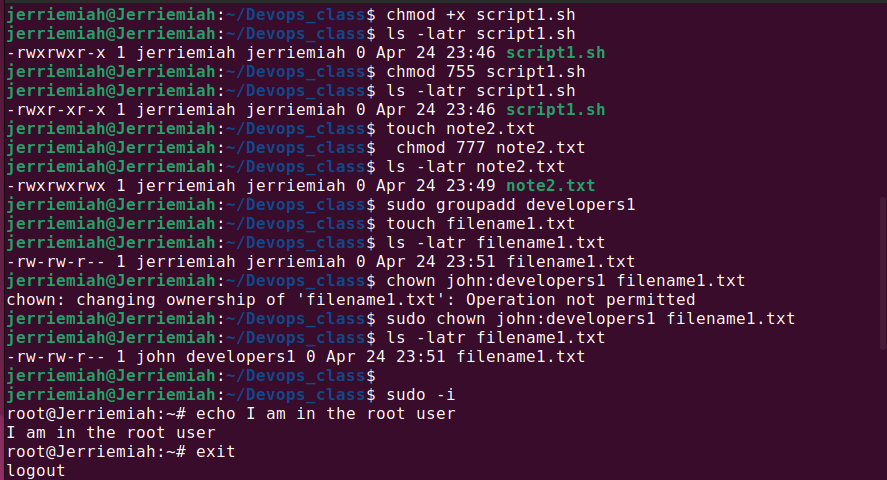 jerriemiah@Jerriemiah:~/Devops_class$ chmod +x script1.sh
jerriemiah@Jerriemiah:~/Devops_class$ ls -latr script1.sh
-rwxrwxr-x 1 jerriemiah jerriemiah 0 Apr 24 23:46 script1.sh
jerriemiah@Jerriemiah:~/Devops_class$ chmod 755 script1.sh
jerriemiah@Jerriemiah:~/Devops_class$ ls -latr script1.sh
-rwxr-xr-x 1 jerriemiah jerriemiah 0 Apr 24 23:46 script1.sh
jerriemiah@Jerriemiah:~/Devops_class$ touch note2.txt
jerriemiah@Jerriemiah:~/Devops_class$  chmod 777 note2.txt
jerriemiah@Jerriemiah:~/Devops_class$ ls -latr note2.txt
-rwxrwxrwx 1 jerriemiah jerriemiah 0 Apr 24 23:49 note2.txt
jerriemiah@Jerriemiah:~/Devops_class$ sudo groupadd developers1
jerriemiah@Jerriemiah:~/Devops_class$ touch filename1.txt
jerriemiah@Jerriemiah:~/Devops_class$ ls -latr filename1.txt
-rw-rw-r-- 1 jerriemiah jerriemiah 0 Apr 24 23:51 filename1.txt
jerriemiah@Jerriemiah:~/Devops_class$ chown john:developers1 filename1.txt
chown: changing ownership of 'filename1.txt': Operation not permitted
jerriemiah@Jerriemiah:~/Devops_class$ sudo chown john:developers1 filename1.txt
jerriemiah@Jerriemiah:~/Devops_class$ ls -latr filename1.txt
-rw-rw-r-- 1 john developers1 0 Apr 24 23:51 filename1.txt
jerriemiah@Jerriemiah:~/Devops_class$
jerriemiah@Jerriemiah:~/Devops_class$ sudo -i
root@Jerriemiah:~# echo I am in the root user
I am in the root user
root@Jerriemiah:~# exit
logout